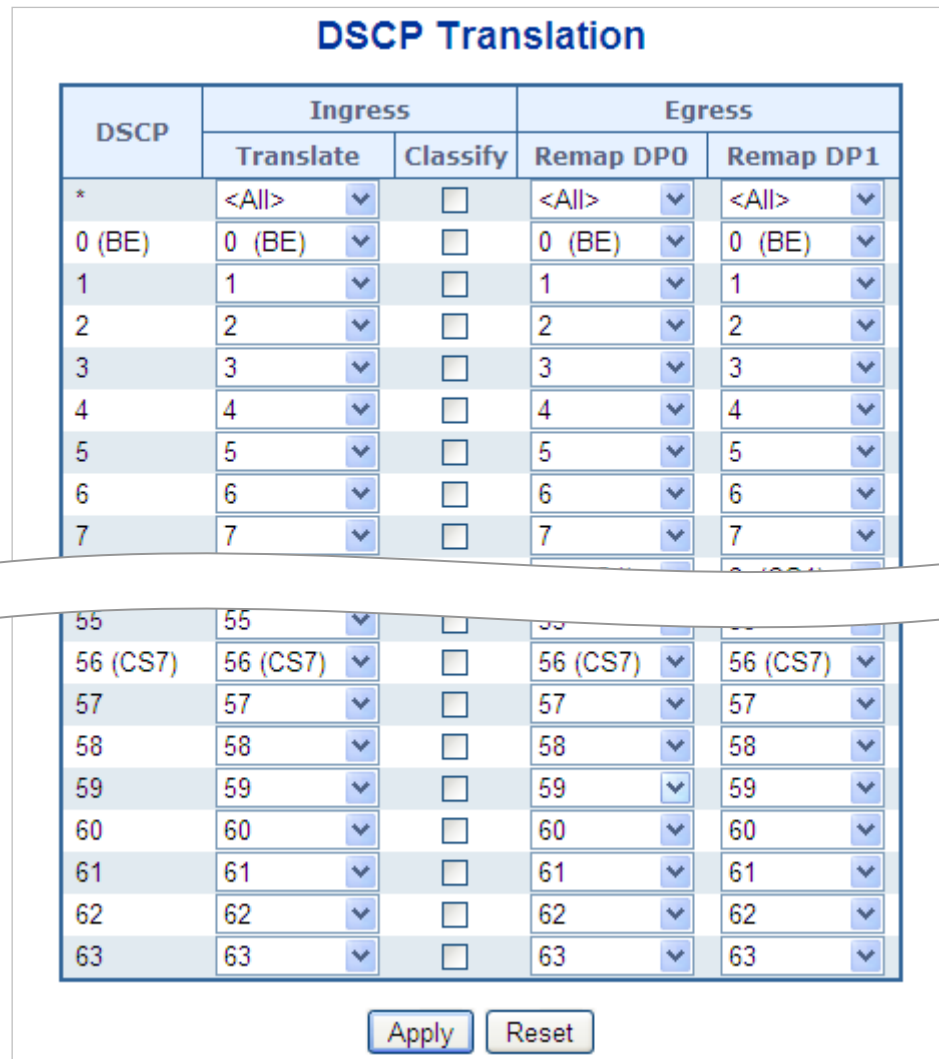 DSCP Translation
DSCP Ingress Egress
Translate Classify Remap DP0 Remap DP1
* <All> <All> <All>
0 (BE) 0 (BE) 0 (BE) 0 (BE)
1 1 1 1
2 2 2 2
3 3 3 3
4 4 4 4
5 5 5 5
6 6 6 6
7 7 7 7
55 55
56 (CS7) 56 (CS7) 56 (CS7) 56 (CS7)
57 57 57 57
58 58 58 58
59 59 59 59
60 60 60 60
61 61 61 61
62 62 62 62
63 63 63 63
Apply Reset